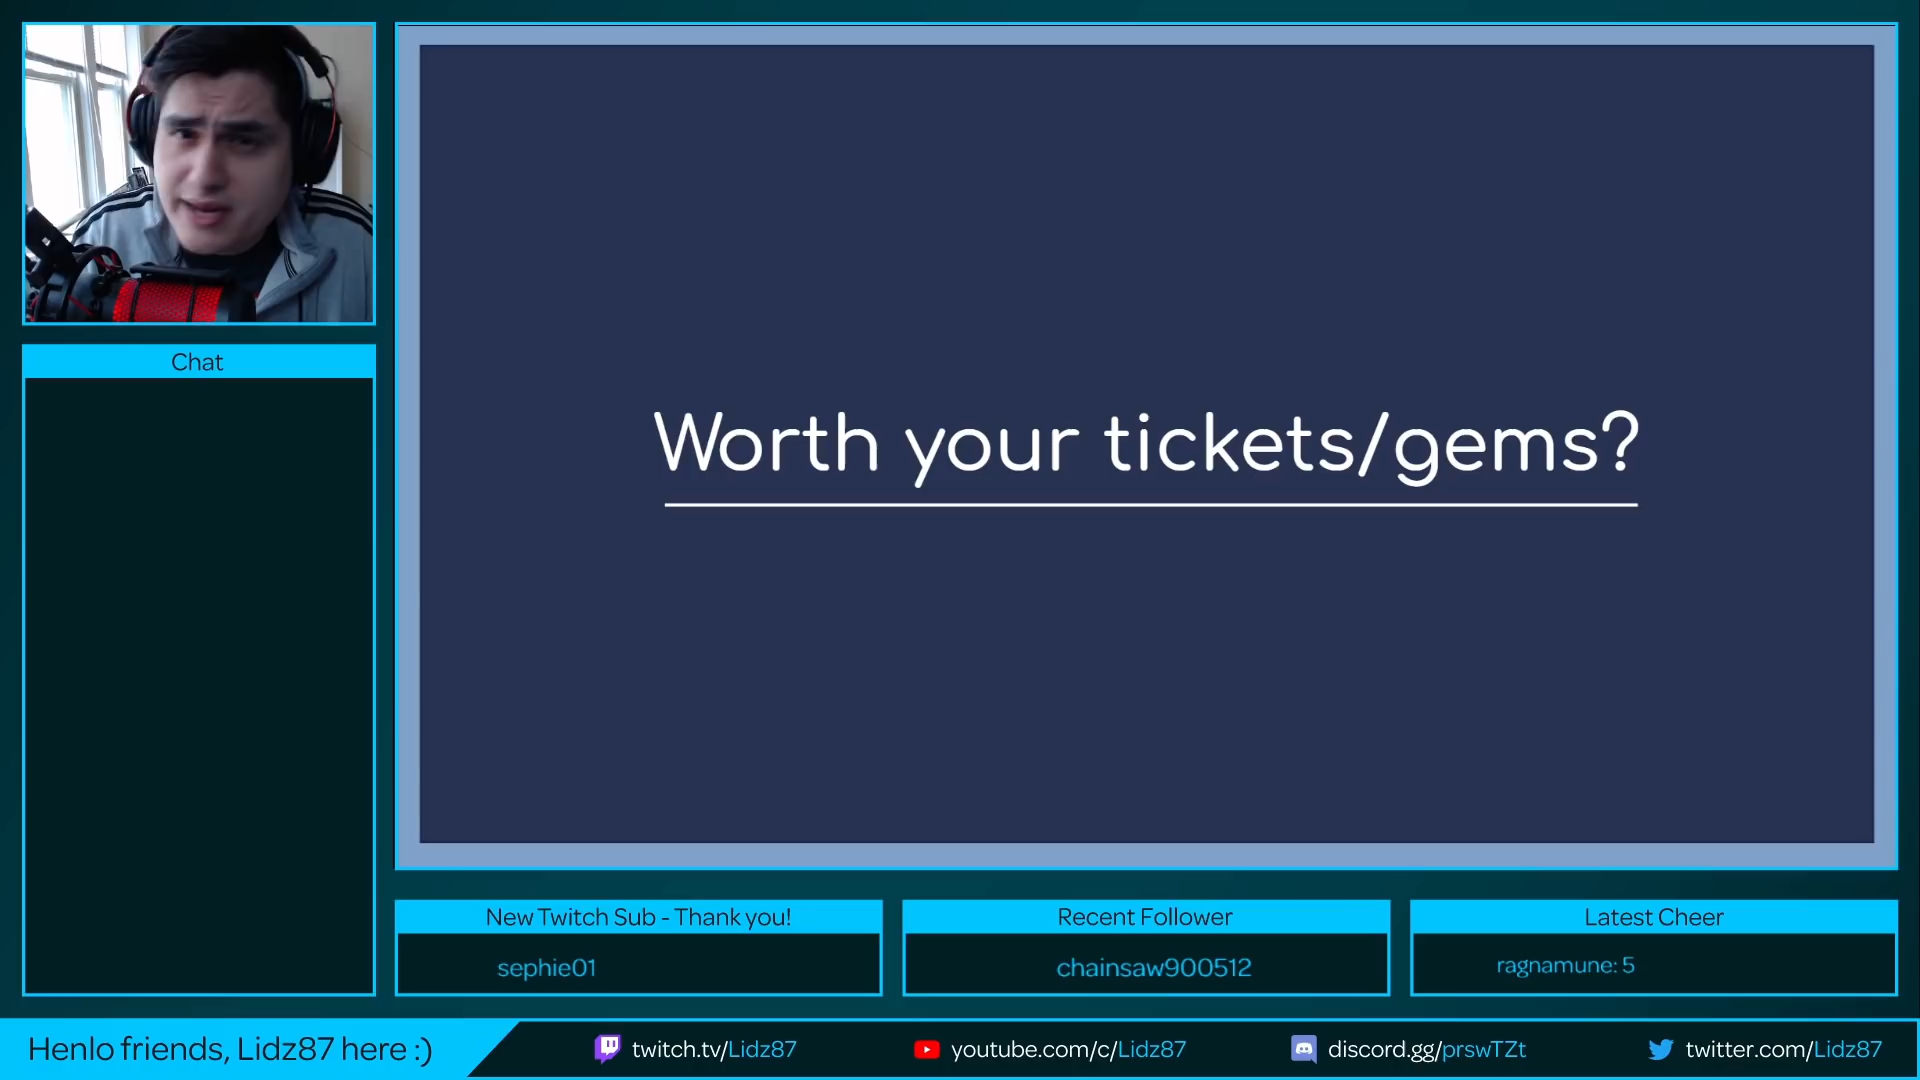 Worth your tickets/gems?
Chat
New Twitch Sub - Thank you!
sephie01
Recent Follower
chainsaw900512
Latest Cheer
ragnamune: 5
Henlo friends, Lidz87 here :)
twitch.tv/Lidz87
youtube.com/c/Lidz87
discord.gg/prswTZt
twitter.com/Lidz87